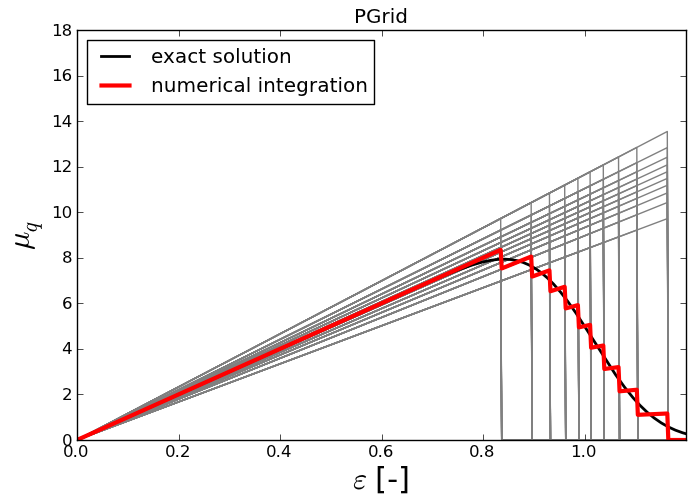 PGrid
exact solution
numerical integration
18
16
14
12
10
8
6
4
2
0
μq
0.0 0.2 0.4 0.6 0.8 1.0
ε [-]